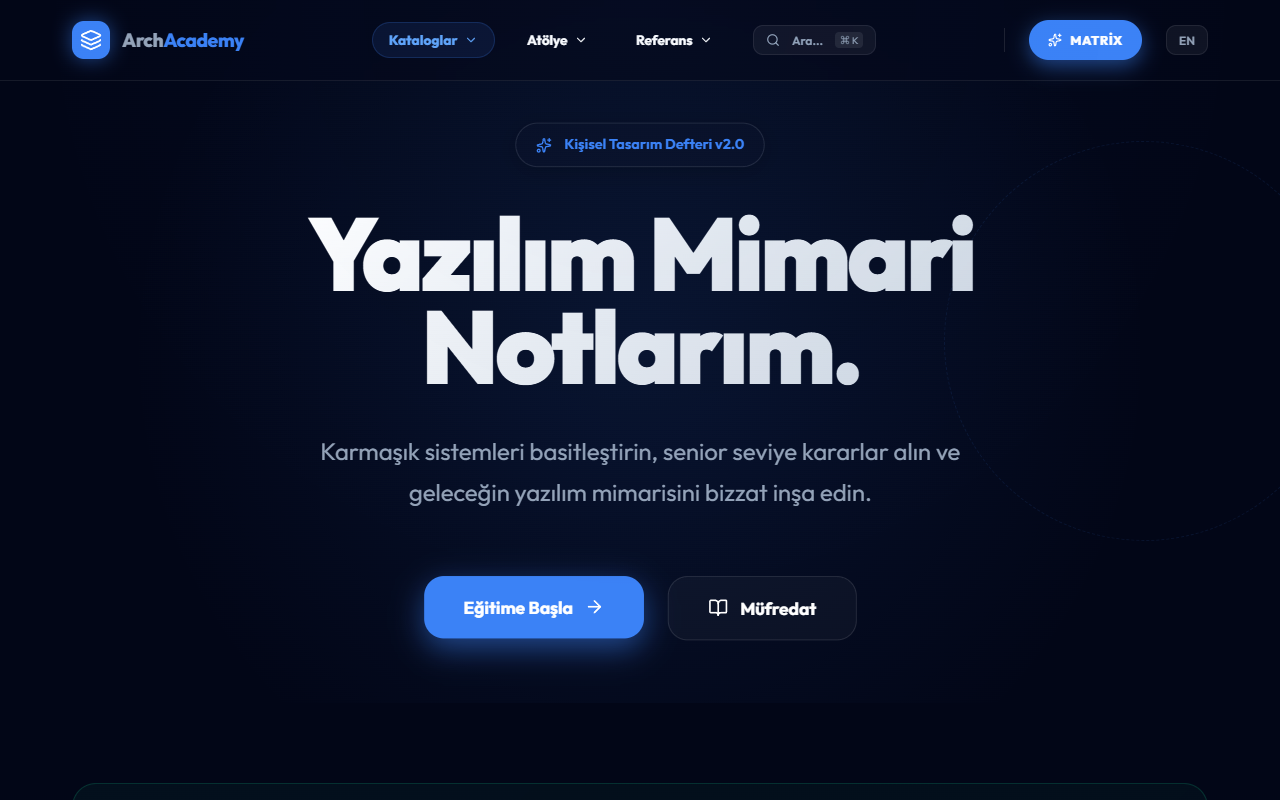 ArchAcademy
Kataloglar
Atölye
Referans
Ara...
⌘K
MATRİX
EN
Kişisel Tasarım Defteri v2.0
Yazılım Mimari
Notlarım.
Karmaşık sistemleri basitleştirin, senior seviye kararlar alın ve
geleceğin yazılım mimarisini bizzat inşa edin.
Eğitime Başla
Müfredat